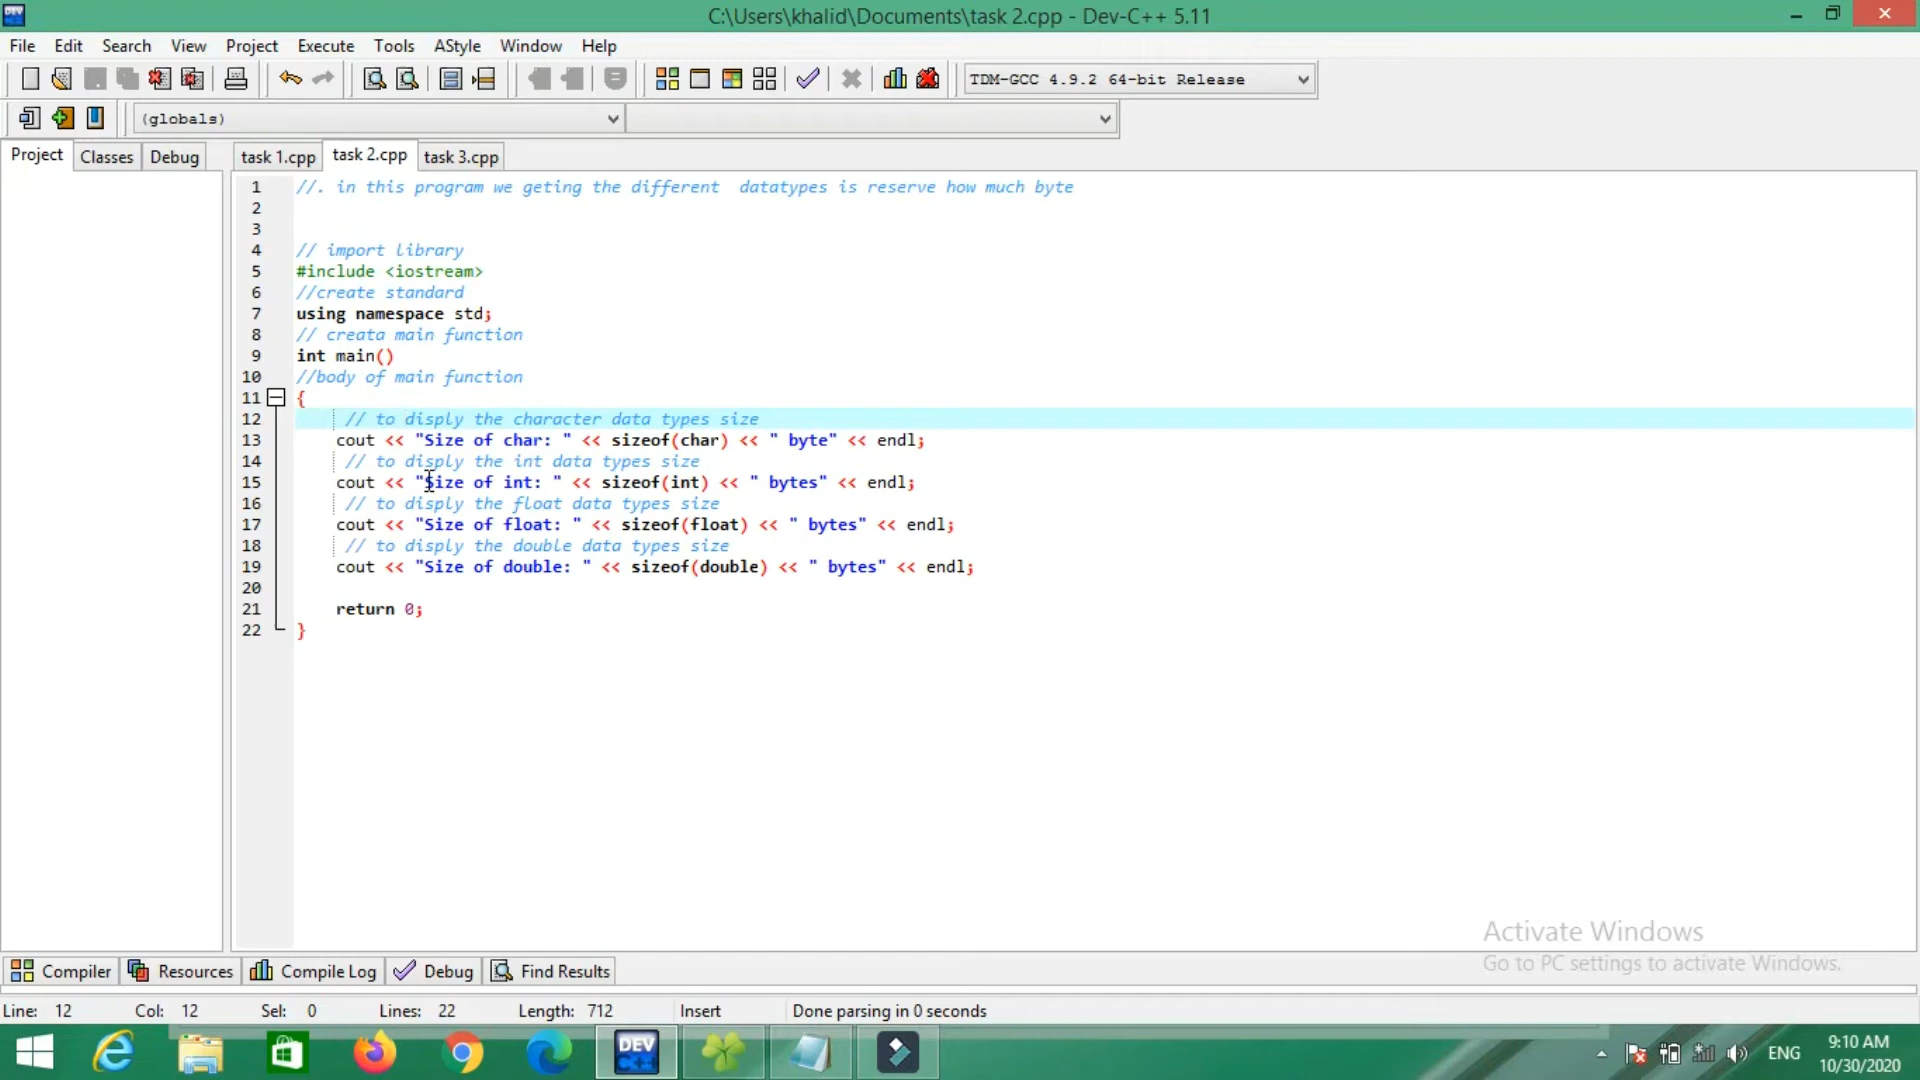 C:\Users\khalid\Documents\task 2.cpp - Dev-C++ 5.11
File Edit Search View Project Execute Tools AStyle Window Help
TDM-GCC 4.9.2 64-bit Release
(globals)
Project Classes Debug task 1.cpp task 2.cpp task 3.cpp
1 //. in this program we geting the different  datatypes is reserve how much byte
2
3
4 // import library
5 #include <iostream>
6 //create standard
7 using namespace std;
8 // creata main function
9 int main()
10 //body of main function
11 {
12 // to disply the character data types size
13 cout << "Size of char: " << sizeof(char) << " byte" << endl;
14 // to disply the int data types size
15 cout << "Size of int: " << sizeof(int) << " bytes" << endl;
16 // to disply the float data types size
17 cout << "Size of float: " << sizeof(float) << " bytes" << endl;
18 // to disply the double data types size
19 cout << "Size of double: " << sizeof(double) << " bytes" << endl;
20
21 return 0;
22 }
Activate Windows
Go to PC settings to activate Windows.
Compiler Resources Compile Log Debug Find Results
Line: 12 Col: 12 Sel: 0 Lines: 22 Length: 712 Insert Done parsing in 0 seconds
DEV C++
ENG
9:10 AM
10/30/2020